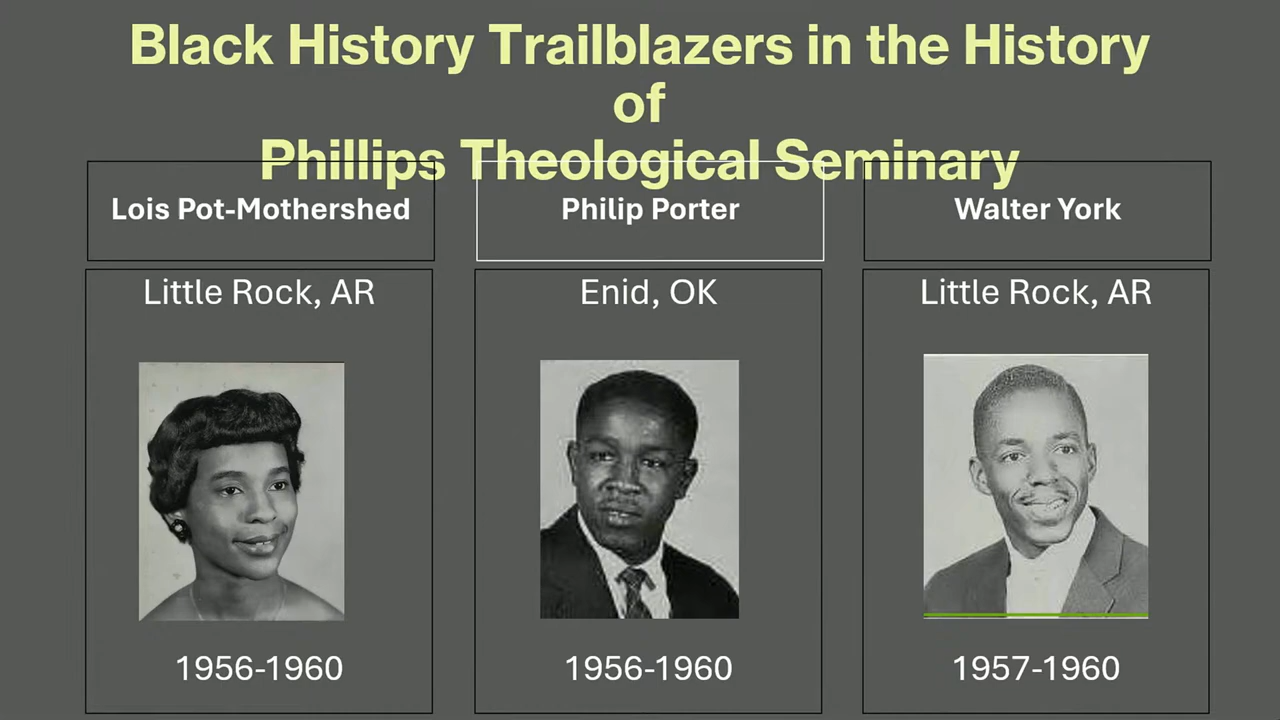 Black History Trailblazers in the History
of
Phillips Theological Seminary
Lois Pot-Mothershed
Philip Porter
Walter York
Little Rock, AR
Enid, OK
Little Rock, AR
1956-1960
1956-1960
1957-1960